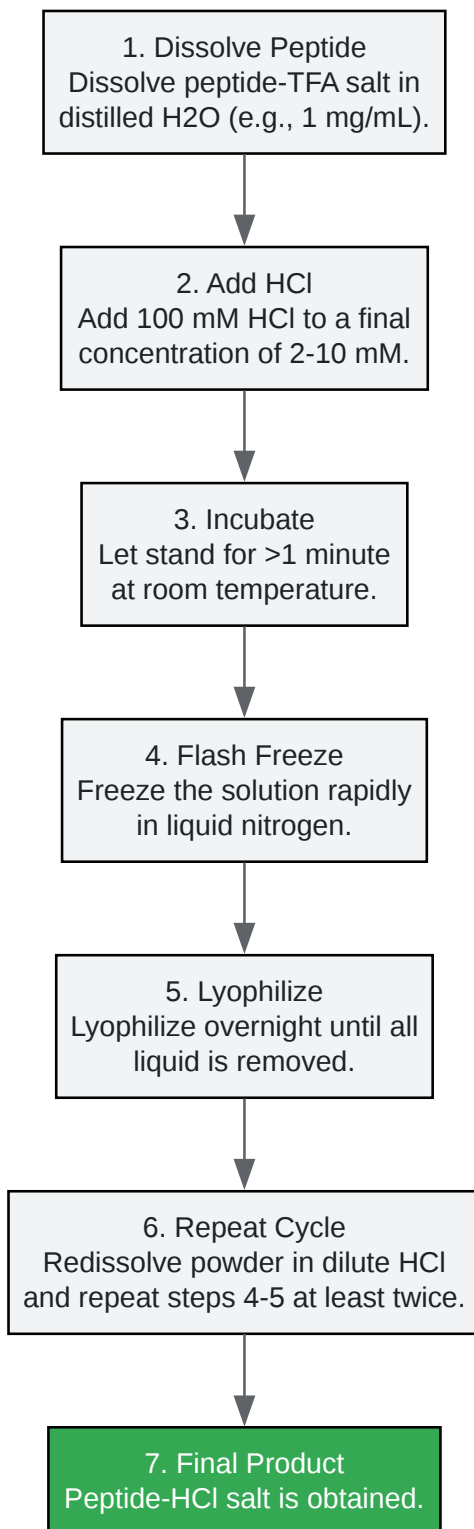 1. Dissolve Peptide
Dissolve peptide-TFA salt in
distilled H2O (e.g., 1 mg/mL).
2. Add HCl
Add 100 mM HCl to a final
concentration of 2-10 mM.
3. Incubate
Let stand for >1 minute
at room temperature.
4. Flash Freeze
Freeze the solution rapidly
in liquid nitrogen.
5. Lyophilize
Lyophilize overnight until all
liquid is removed.
6. Repeat Cycle
Redissolve powder in dilute HCl
and repeat steps 4-5 at least twice.
7. Final Product
Peptide-HCl salt is obtained.